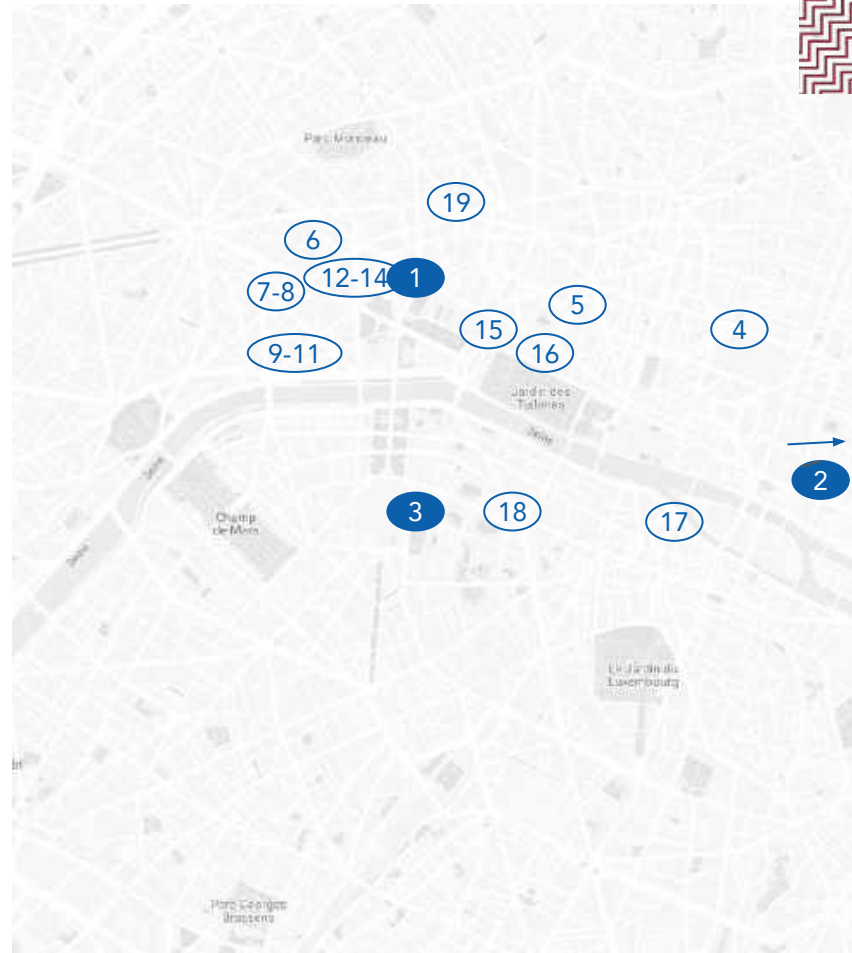 Parc Monceau
19
6
12-14
1
7-8
5
15
4
16
9-11
Jardin des
Tuileries
Seine
2
Seine
3
18
17
Champ
de Mars
Seine
Le Jardin du
Luxembourg
Parc Georges
Brassens